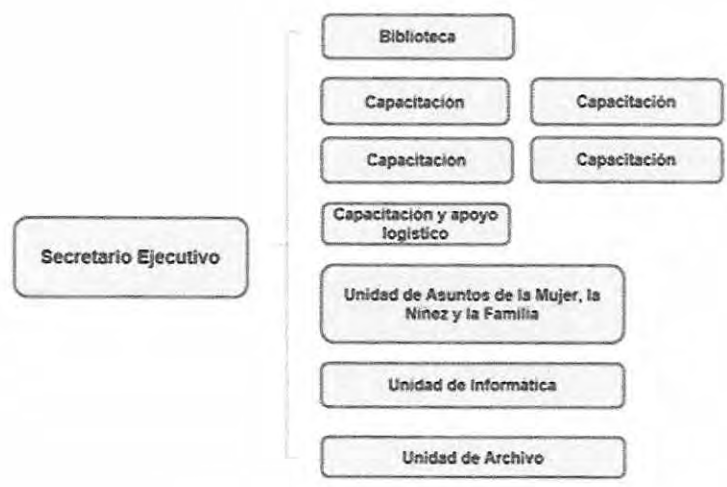 Biblioteca
Capacitación
Capacitación
Capacitacion
Capacitación
Capacitación y apoyo
logístico
Secretario Ejecutivo
Unidad de Asuntos de la Mujer, la
Ninez y la Familia
Unidad de Informática
Unidad de Archivo